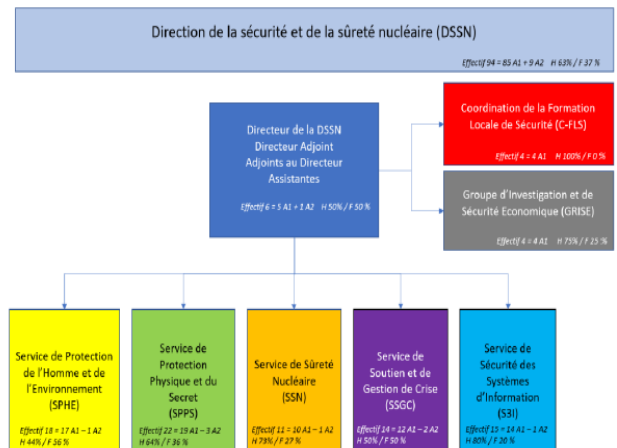 Direction de la sécurité et de la sûreté nucléaire (DSSN)
Effectif 94 = 85 A1 + 9 A2 H 63% / F 37 %
Directeur de la DSSN
Directeur Adjoint
Adjoints au Directeur
Assistantes
Effectif 6 = 5 A1 + 1 A2 H 50% / F 50 %
Coordination de la Formation
Locale de Sécurité (C-FLS)
Effectif 4 = 4 A1 H 100% / F 0 %
Groupe d'Investigation et de
Sécurité Economique (GRISE)
Effectif 4 = 4 A1 H 75% / F 25 %
Service de Protection
de l'Homme et de
l'Environnement
(SPHE)
Effectif 18 = 17 A1 – 1 A2
H 44% / F 56 %
Service de
Protection
Physique et du
Secret
(SPPS)
Effectif 22 = 19 A1 – 3 A2
H 64% / F 36 %
Service de Sûreté
Nucléaire
(SSN)
Effectif 11 = 10 A1 – 1 A2
H 73% / F 27 %
Service de
Soutien et de
Gestion de Crise
(SSGC)
Effectif 14 = 12 A1 – 2 A2
H 50% / F 50 %
Service de
Sécurité des
Systèmes
d'Information
(S3I)
Effectif 15 = 14 A1 – 1 A2
H 80% / F 20 %